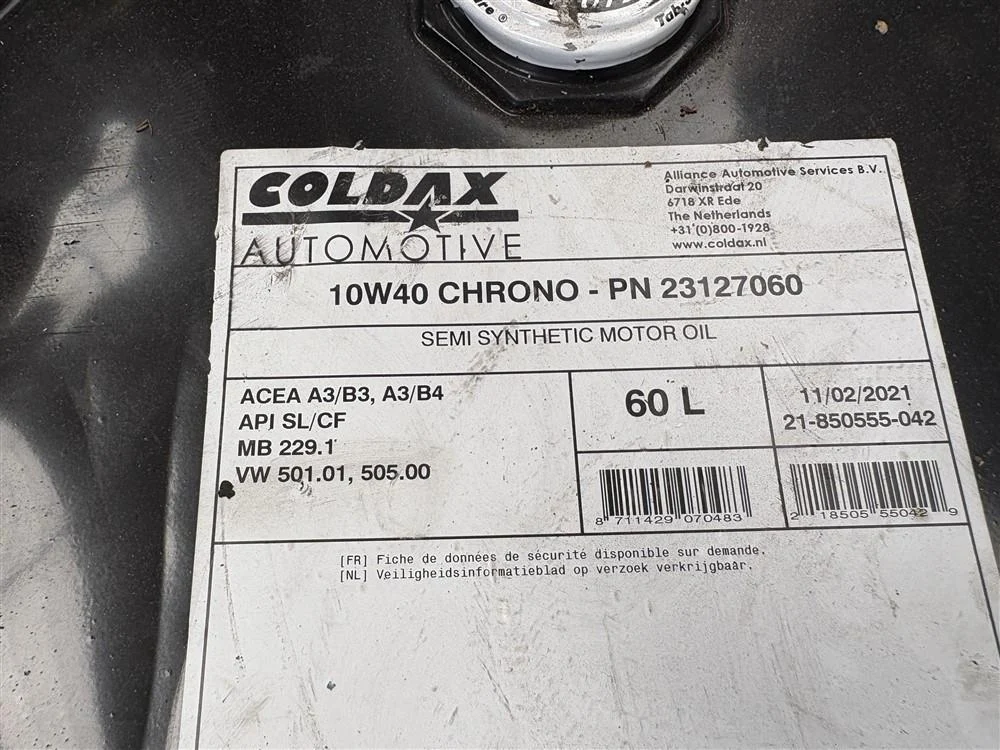 COLDAX
AUTOMOTIVE
Alliance Automotive Services B.V.
Darwinstraat 20
6718 XR Ede
The Netherlands
+31 (0)800-1928
www.coldax.nl
10W40 CHRONO - PN 23127060
SEMI SYNTHETIC MOTOR OIL
ACEA A3/B3, A3/B4
API SL/CF
MB 229.1
VW 501.01, 505.00
60 L
11/02/2021
21-850555-042
8 711429 070483
2 18505 55042 9
[FR] Fiche de données de sécurité disponible sur demande.
[NL] Veiligheidsinformatieblad op verzoek verkrijgbaar.